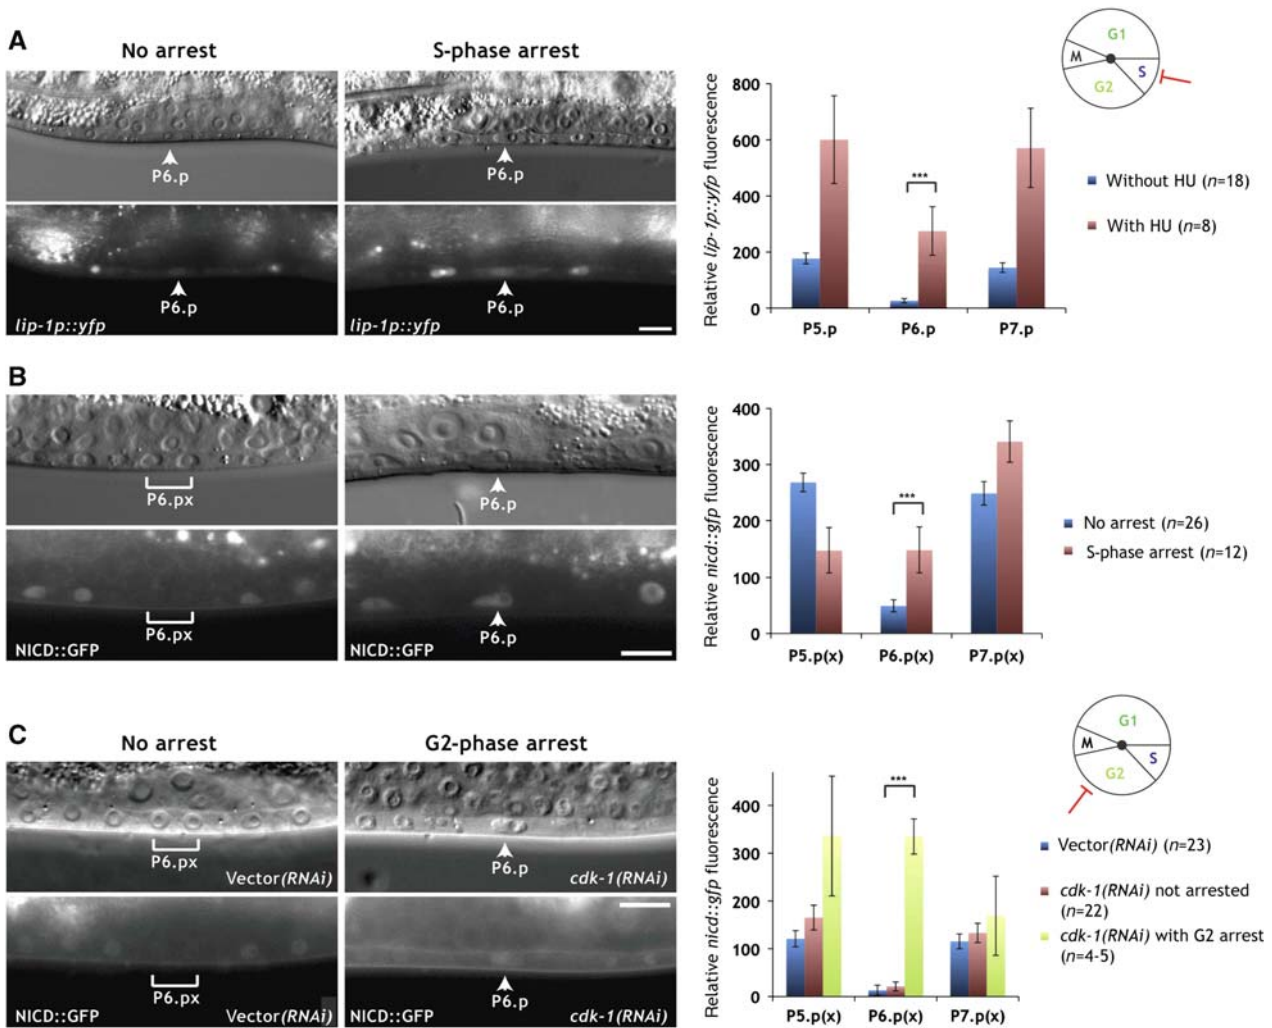 A
No arrest
S-phase arrest
P6.p
P6.p
P6.p
lip-1p::yfp
P6.p
lip-1p::yfp
Relative lip-1p::yfp fluorescence
800
600
400
200
0
***
P5.p
P6.p
P7.p
G1
M
S
G2
Without HU (n=18)
With HU (n=8)
B
P6.px
P6.p
P6.px
NICD::GFP
P6.p
NICD::GFP
Relative nicd::gfp fluorescence
400
300
200
100
0
***
P5.p(x)
P6.p(x)
P7.p(x)
No arrest (n=26)
S-phase arrest (n=12)
C
No arrest
G2-phase arrest
P6.px
Vector(RNAi)
P6.p
cdk-1(RNAi)
P6.px
NICD::GFP
Vector(RNAi)
P6.p
NICD::GFP
cdk-1(RNAi)
Relative nicd::gfp fluorescence
400
300
200
100
0
***
P5.p(x)
P6.p(x)
P7.p(x)
G1
M
S
G2
Vector(RNAi) (n=23)
cdk-1(RNAi) not arrested
(n=22)
cdk-1(RNAi) with G2 arrest
(n=4-5)